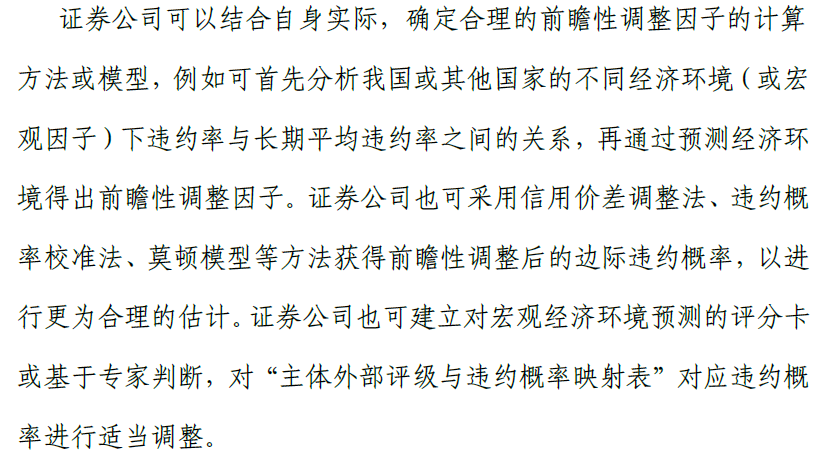 证券公司可以结合自身实际，确定合理的前瞻性调整因子的计算
方法或模型，例如可首先分析我国或其他国家的不同经济环境（或宏
观因子）下违约率与长期平均违约率之间的关系，再通过预测经济环
境得出前瞻性调整因子。证券公司也可采用信用价差调整法、违约概
率校准法、莫顿模型等方法获得前瞻性调整后的边际违约概率，以进
行更为合理的估计。证券公司也可建立对宏观经济环境预测的评分卡
或基于专家判断，对“主体外部评级与违约概率映射表”对应违约概
率进行适当调整。